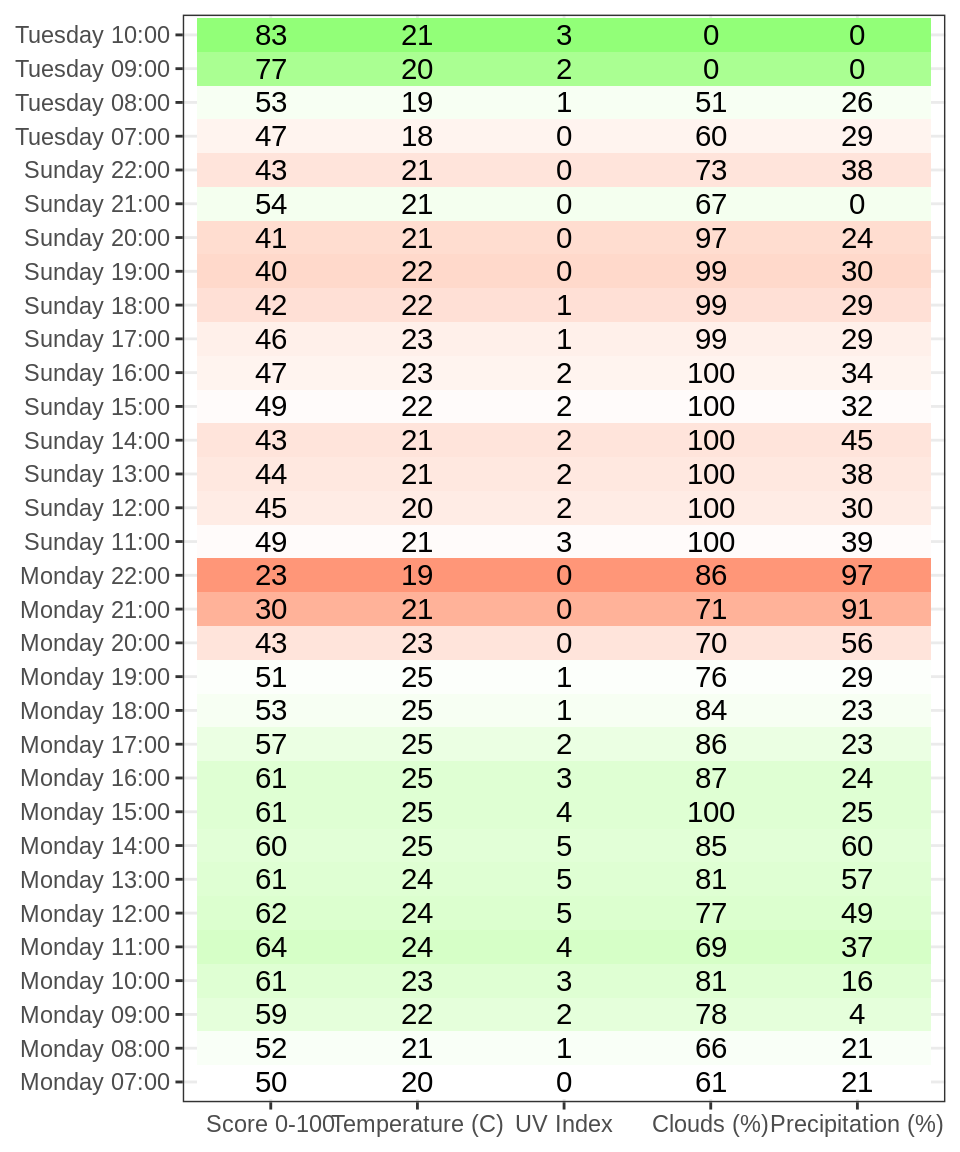 Tuesday 10:00 83 21 3 0 0
Tuesday 09:00 77 20 2 0 0
Tuesday 08:00 53 19 1 51 26
Tuesday 07:00 47 18 0 60 29
Sunday 22:00 43 21 0 73 38
Sunday 21:00 54 21 0 67 0
Sunday 20:00 41 21 0 97 24
Sunday 19:00 40 22 0 99 30
Sunday 18:00 42 22 1 99 29
Sunday 17:00 46 23 1 99 29
Sunday 16:00 47 23 2 100 34
Sunday 15:00 49 22 2 100 32
Sunday 14:00 43 21 2 100 45
Sunday 13:00 44 21 2 100 38
Sunday 12:00 45 20 2 100 30
Sunday 11:00 49 21 3 100 39
Monday 22:00 23 19 0 86 97
Monday 21:00 30 21 0 71 91
Monday 20:00 43 23 0 70 56
Monday 19:00 51 25 1 76 29
Monday 18:00 53 25 1 84 23
Monday 17:00 57 25 2 86 23
Monday 16:00 61 25 3 87 24
Monday 15:00 61 25 4 100 25
Monday 14:00 60 25 5 85 60
Monday 13:00 61 24 5 81 57
Monday 12:00 62 24 5 77 49
Monday 11:00 64 24 4 69 37
Monday 10:00 61 23 3 81 16
Monday 09:00 59 22 2 78 4
Monday 08:00 52 21 1 66 21
Monday 07:00 50 20 0 61 21
Score 0-100 Temperature (C) UV Index Clouds (%) Precipitation (%)